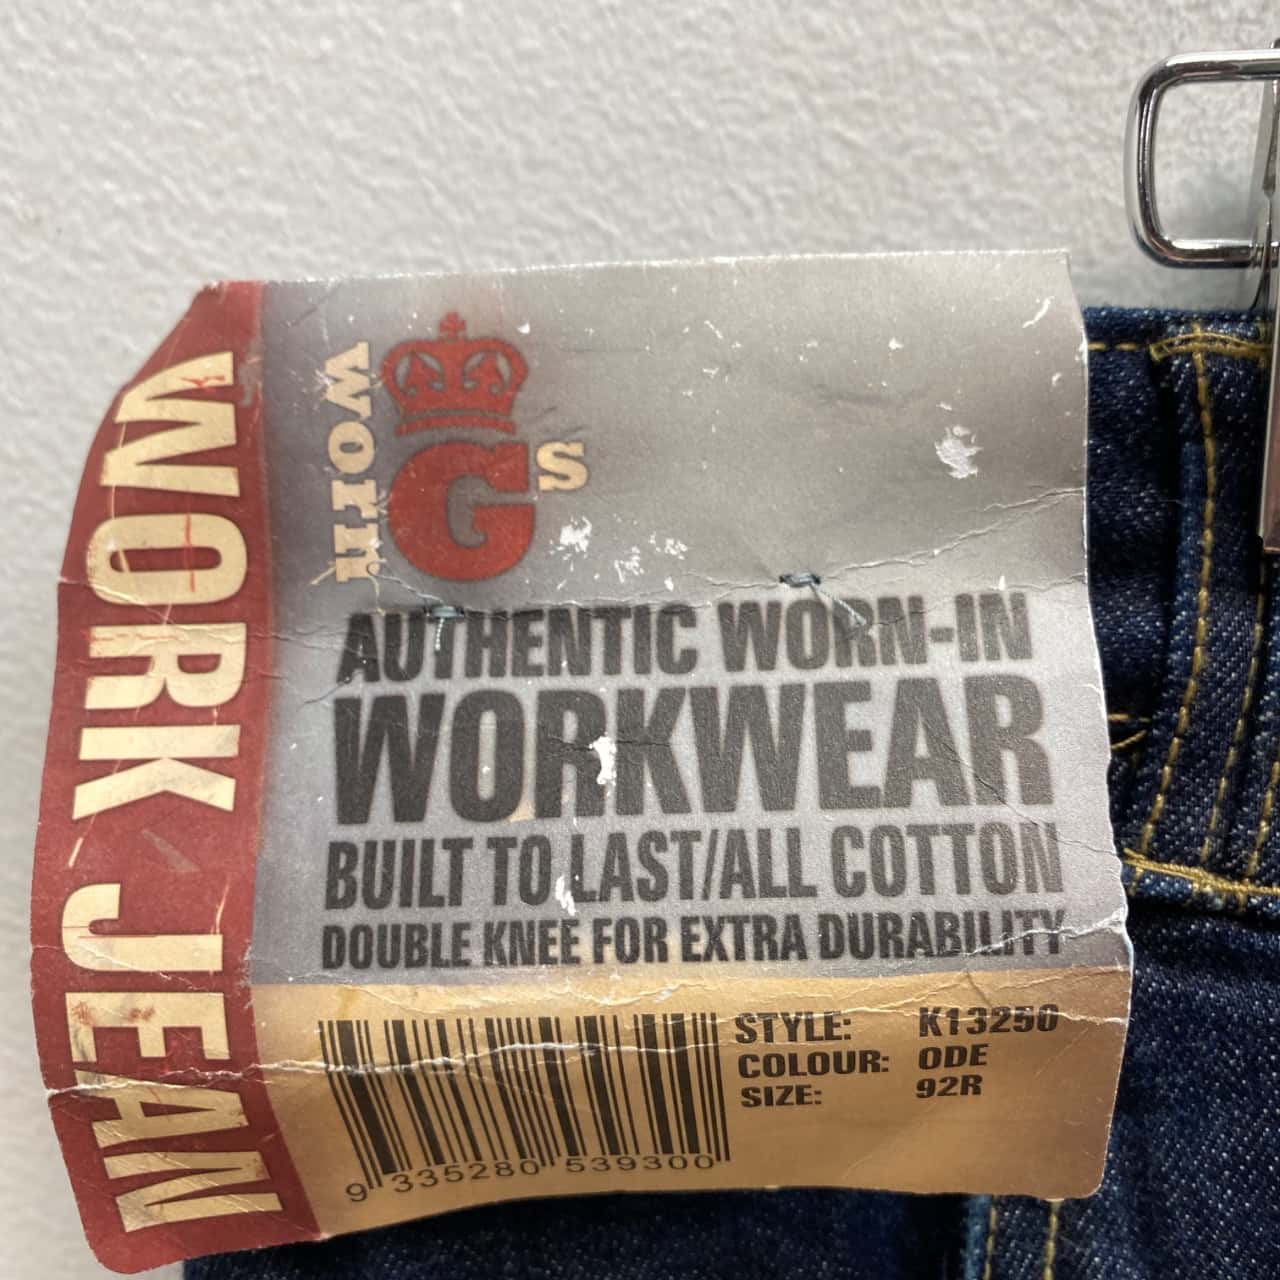 WORK JEAN
worn
Gs
AUTHENTIC WORN-IN
WORKWEAR
BUILT TO LAST/ALL COTTON
DOUBLE KNEE FOR EXTRA DURABILITY
STYLE: K13250
COLOUR: ODE
SIZE: 92R
9 335280 539300